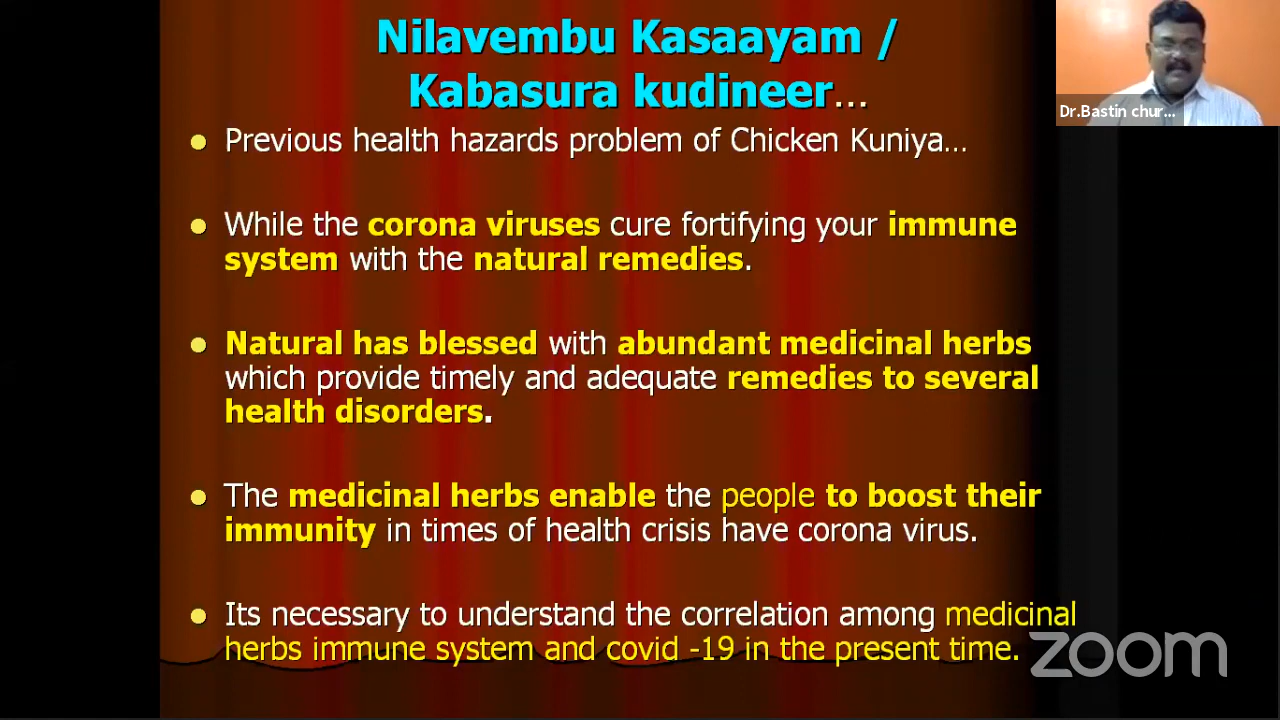 Nilavembu Kasaayam /
Kabasura kudineer...
Dr.Bastin chur...
Previous health hazards problem of Chicken Kuniya...
While the corona viruses cure fortifying your immune
system with the natural remedies.
Natural has blessed with abundant medicinal herbs
which provide timely and adequate remedies to several
health disorders.
The medicinal herbs enable the people to boost their
immunity in times of health crisis have corona virus.
Its necessary to understand the correlation among medicinal
herbs immune system and covid -19 in the present time.
zoom